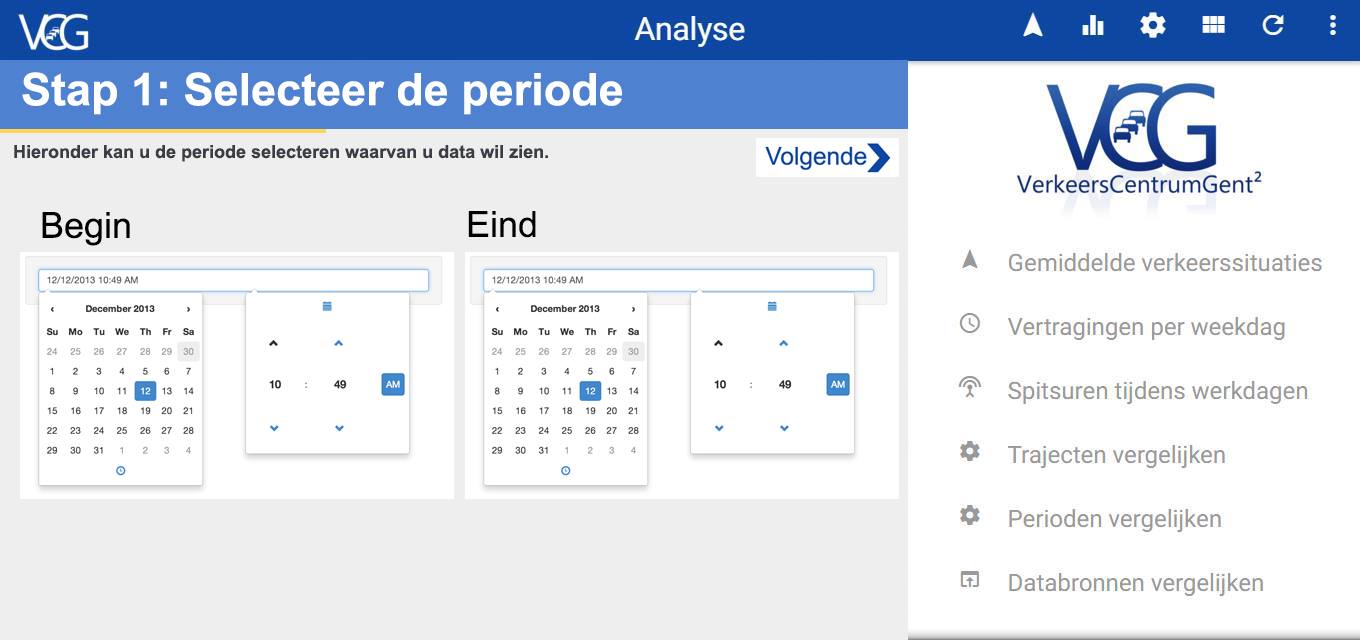 VCG
Analyse
Stap 1: Selecteer de periode
Hieronder kan u de periode selecteren waarvan u data wil zien.
Volgende
Begin
12/12/2013 10:49 AM
‹ December 2013 ›
Su Mo Tu We Th Fr Sa
24 25 26 27 28 29 30
1 2 3 4 5 6 7
8 9 10 11 12 13 14
15 16 17 18 19 20 21
22 23 24 25 26 27 28
29 30 31 1 2 3 4
10 : 49 AM
Eind
12/12/2013 10:49 AM
‹ December 2013 ›
Su Mo Tu We Th Fr Sa
24 25 26 27 28 29 30
1 2 3 4 5 6 7
8 9 10 11 12 13 14
15 16 17 18 19 20 21
22 23 24 25 26 27 28
29 30 31 1 2 3 4
10 : 49 AM
VCG
VerkeersCentrumGent²
Gemiddelde verkeerssituaties
Vertragingen per weekdag
Spitsuren tijdens werkdagen
Trajecten vergelijken
Perioden vergelijken
Databronnen vergelijken